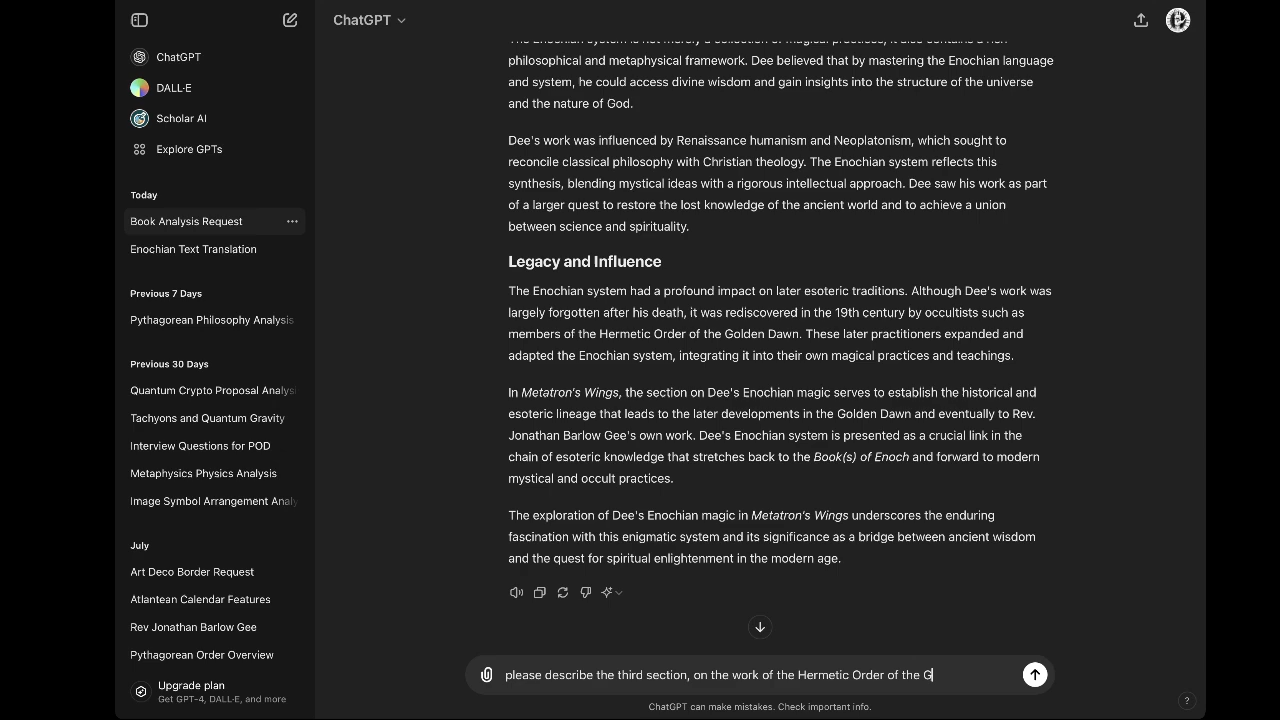 ChatGPT
ChatGPT
DALL·E
Scholar AI
Explore GPTs
Today
Book Analysis Request
Enochian Text Translation
Previous 7 Days
Pythagorean Philosophy Analysis
Previous 30 Days
Quantum Crypto Proposal Analysi
Tachyons and Quantum Gravity
Interview Questions for POD
Metaphysics Physics Analysis
Image Symbol Arrangement Anal
July
Art Deco Border Request
Atlantean Calendar Features
Rev Jonathan Barlow Gee
Pythagorean Order Overview
Upgrade plan
Get GPT-4, DALL·E, and more
The Enochian system is not merely a collection of magical practices; it also contains a rich
philosophical and metaphysical framework. Dee believed that by mastering the Enochian language
and system, he could access divine wisdom and gain insights into the structure of the universe
and the nature of God.
Dee's work was influenced by Renaissance humanism and Neoplatonism, which sought to
reconcile classical philosophy with Christian theology. The Enochian system reflects this
synthesis, blending mystical ideas with a rigorous intellectual approach. Dee saw his work as part
of a larger quest to restore the lost knowledge of the ancient world and to achieve a union
between science and spirituality.
Legacy and Influence
The Enochian system had a profound impact on later esoteric traditions. Although Dee's work was
largely forgotten after his death, it was rediscovered in the 19th century by occultists such as
members of the Hermetic Order of the Golden Dawn. These later practitioners expanded and
adapted the Enochian system, integrating it into their own magical practices and teachings.
In Metatron's Wings, the section on Dee's Enochian magic serves to establish the historical and
esoteric lineage that leads to the later developments in the Golden Dawn and eventually to Rev.
Jonathan Barlow Gee's own work. Dee's Enochian system is presented as a crucial link in the
chain of esoteric knowledge that stretches back to the Book(s) of Enoch and forward to modern
mystical and occult practices.
The exploration of Dee's Enochian magic in Metatron's Wings underscores the enduring
fascination with this enigmatic system and its significance as a bridge between ancient wisdom
and the quest for spiritual enlightenment in the modern age.
please describe the third section, on the work of the Hermetic Order of the G
ChatGPT can make mistakes. Check important info.
?